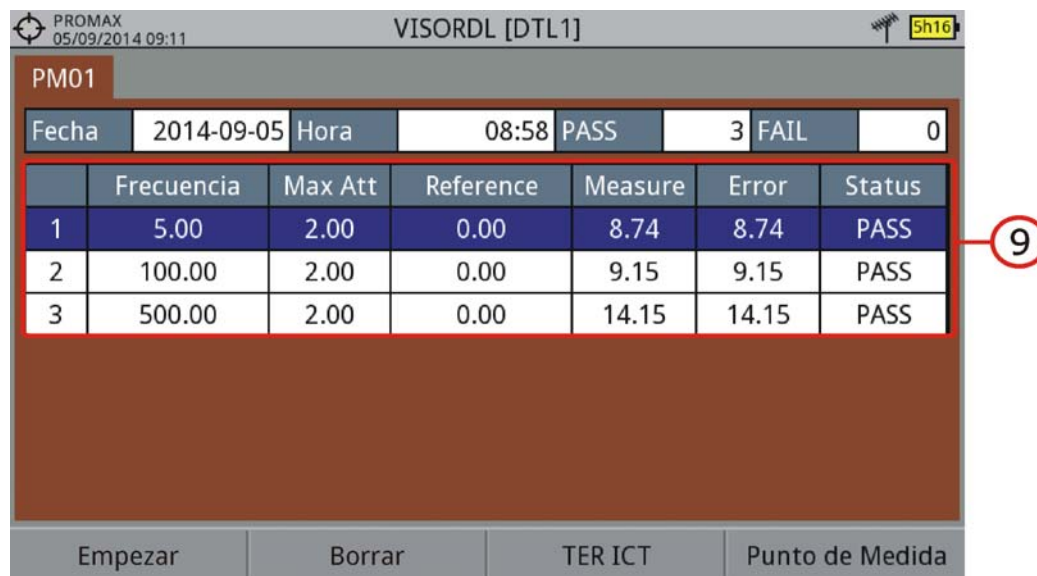 PROMAX
05/09/2014 09:11 VISORDL [DTL1] 5h16
PM01
Fecha 2014-09-05 Hora 08:58 PASS 3 FAIL 0
Frecuencia Max Att Reference Measure Error Status
1 5.00 2.00 0.00 8.74 8.74 PASS
2 100.00 2.00 0.00 9.15 9.15 PASS
3 500.00 2.00 0.00 14.15 14.15 PASS
9
Empezar Borrar TER ICT Punto de Medida